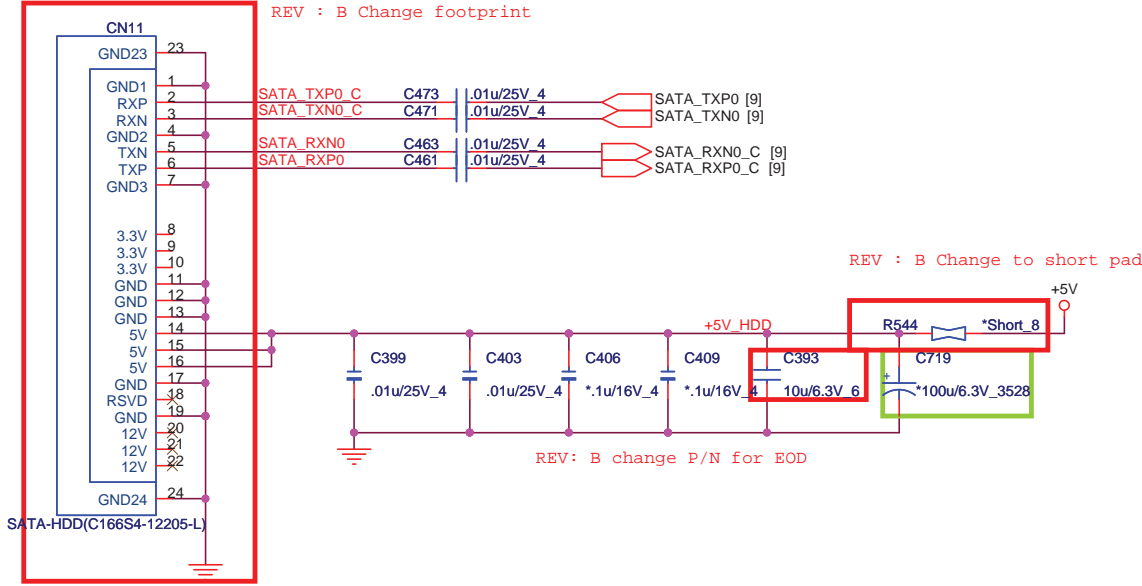 REV : B Change footprint
CN11
GND23 23
GND1 1
RXP 2 SATA_TXP0_C C473 .01u/25V_4 SATA_TXP0 [9]
RXN 3 SATA_TXN0_C C471 .01u/25V_4 SATA_TXN0 [9]
GND2 4
TXN 5 SATA_RXN0 C463 .01u/25V_4 SATA_RXN0_C [9]
TXP 6 SATA_RXP0 C461 .01u/25V_4 SATA_RXP0_C [9]
GND3 7
3.3V 8
3.3V 9
3.3V 10
GND 11
GND 12
GND 13
5V 14
5V 15
5V 16
GND 17
RSVD 18
GND 19
12V 20
12V 21
12V 22
GND24 24
SATA-HDD(C166S4-12205-L)
REV : B Change to short pad
+5V
+5V_HDD R544 *Short_8
C399 C403 C406 C409 C393 C719
.01u/25V_4 .01u/25V_4 *.1u/16V_4 *.1u/16V_4 10u/6.3V_6 + *100u/6.3V_3528
REV: B change P/N for EOD